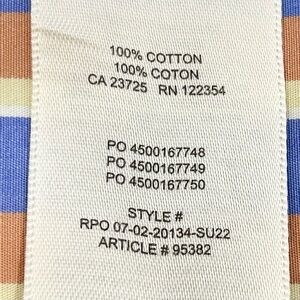 100% COTTON
100% COTON
CA 23725 RN 122354
PO 4500167748
PO 4500167749
PO 4500167750
STYLE #
RPO 07-02-20134-SU22
ARTICLE # 95382